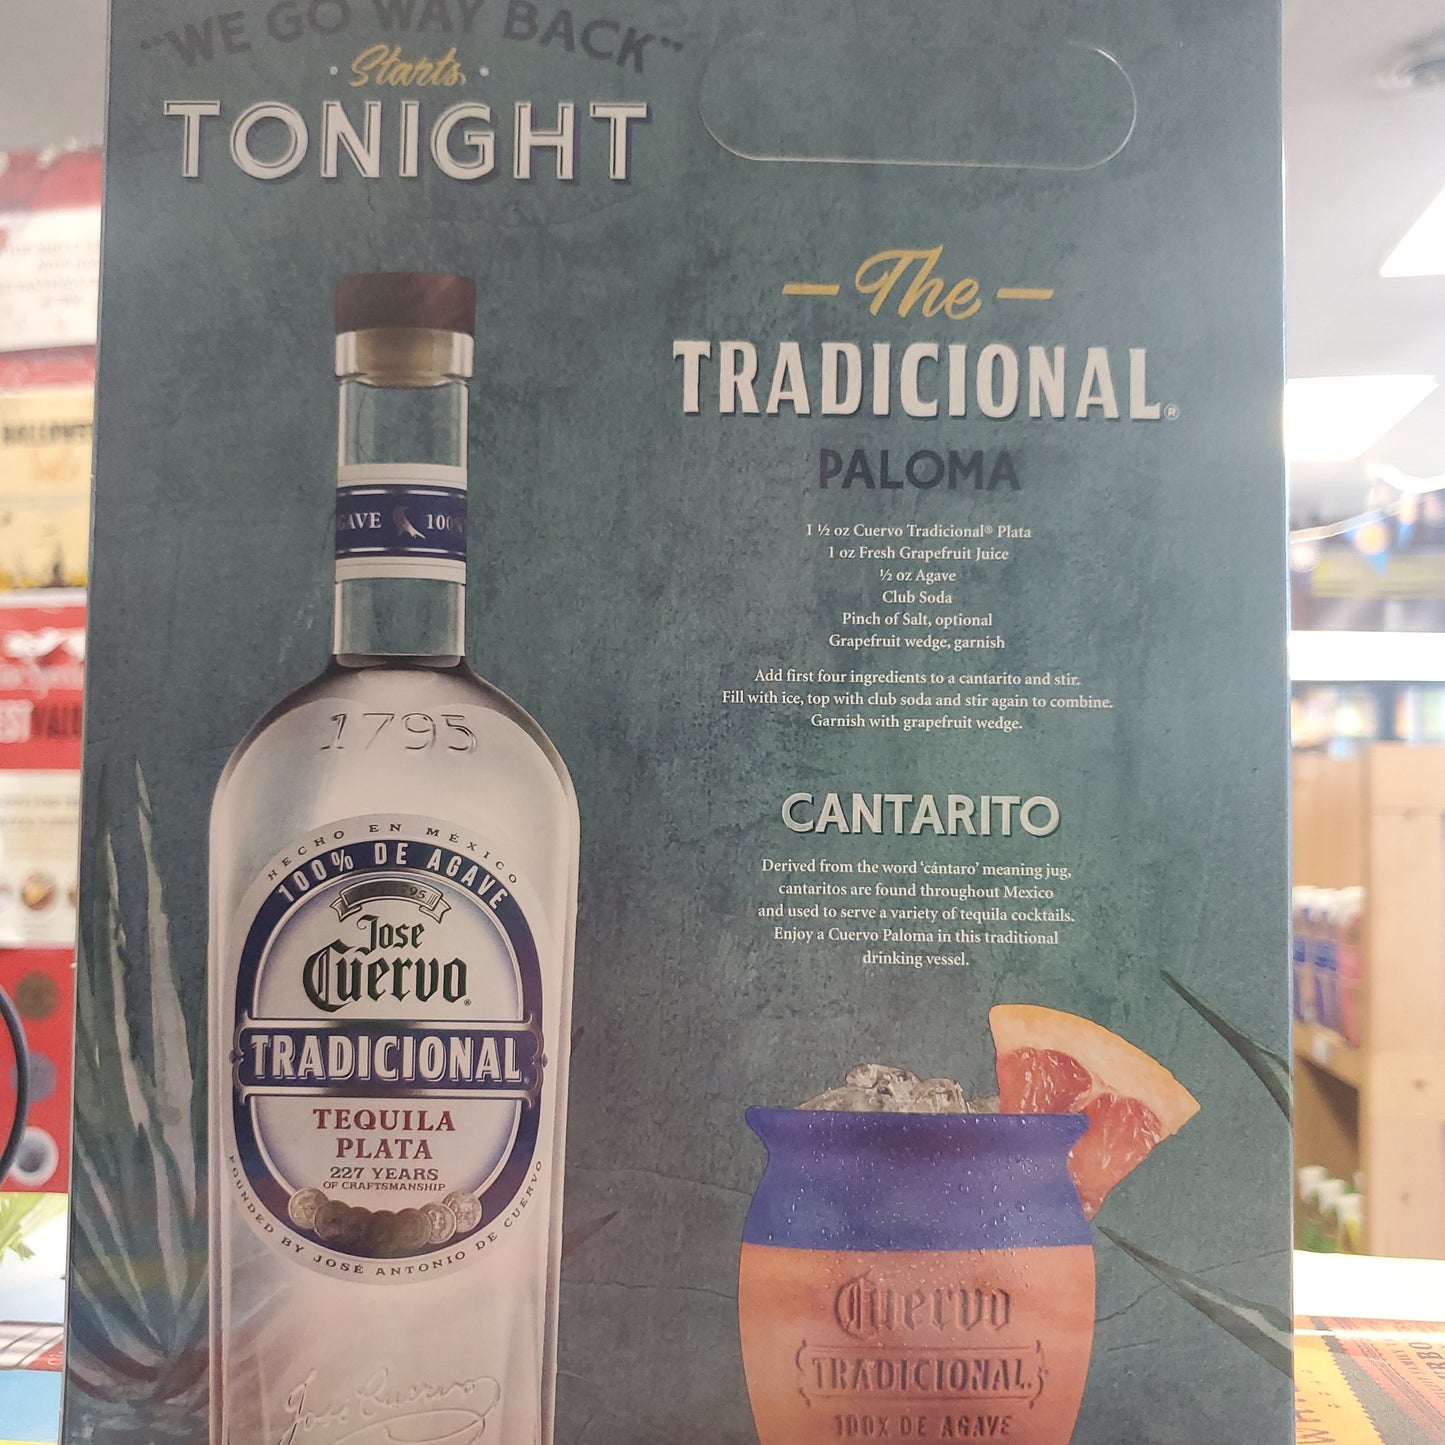 "WE GO WAY BACK"
Starts
TONIGHT
The
TRADICIONAL®
PALOMA
1 ½ oz Cuervo Tradicional® Plata
1 oz Fresh Grapefruit Juice
½ oz Agave
Club Soda
Pinch of Salt, optional
Grapefruit wedge, garnish
Add first four ingredients to a cantarito and stir.
Fill with ice, top with club soda and stir again to combine.
Garnish with grapefruit wedge.
CANTARITO
Derived from the word 'cántaro' meaning jug,
cantaritos are found throughout Mexico
and used to serve a variety of tequila cocktails.
Enjoy a Cuervo Paloma in this traditional
drinking vessel.
GAVE 100%
1795
HECHO EN MÉXICO
100% DE AGAVE
1795
Jose
Cuervo®
TRADICIONAL
TEQUILA
PLATA
227 YEARS
OF CRAFTSMANSHIP
FOUNDED BY JOSÉ ANTONIO DE CUERVO
Jose Cuervo
Cuervo
TRADICIONAL
100% DE AGAVE